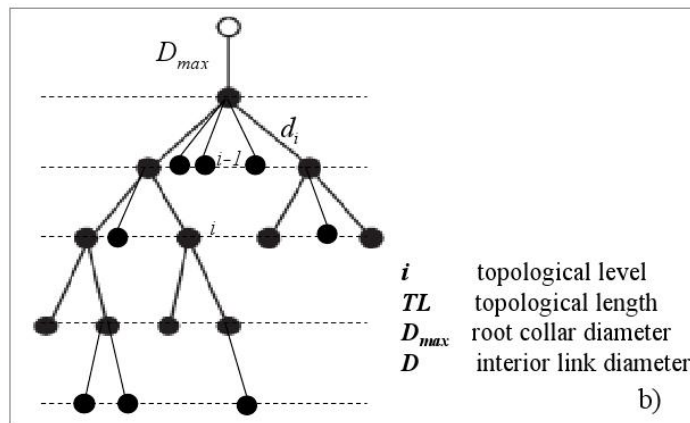 D_max
d_i
i-1
i
i topological level
TL topological length
D_max root collar diameter
D interior link diameter
b)